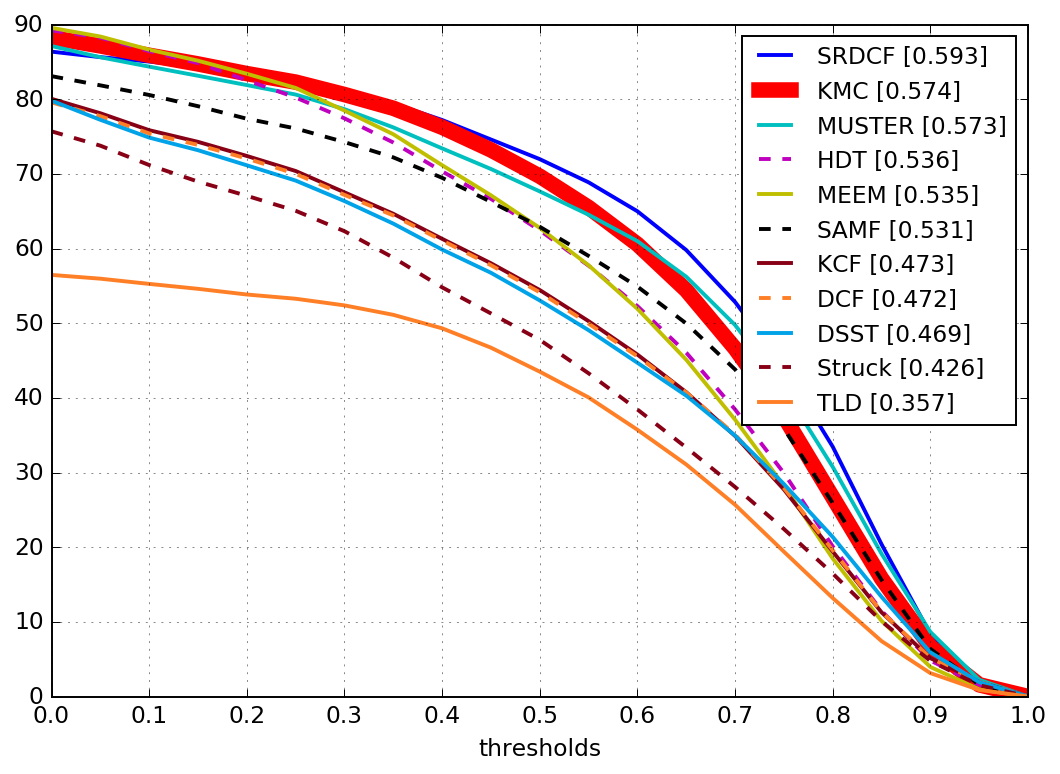 90
80
70
60
50
40
30
20
10
0
0.0 0.1 0.2 0.3 0.4 0.5 0.6 0.7 0.8 0.9 1.0
thresholds
SRDCF [0.593]
KMC [0.574]
MUSTER [0.573]
HDT [0.536]
MEEM [0.535]
SAMF [0.531]
KCF [0.473]
DCF [0.472]
DSST [0.469]
Struck [0.426]
TLD [0.357]